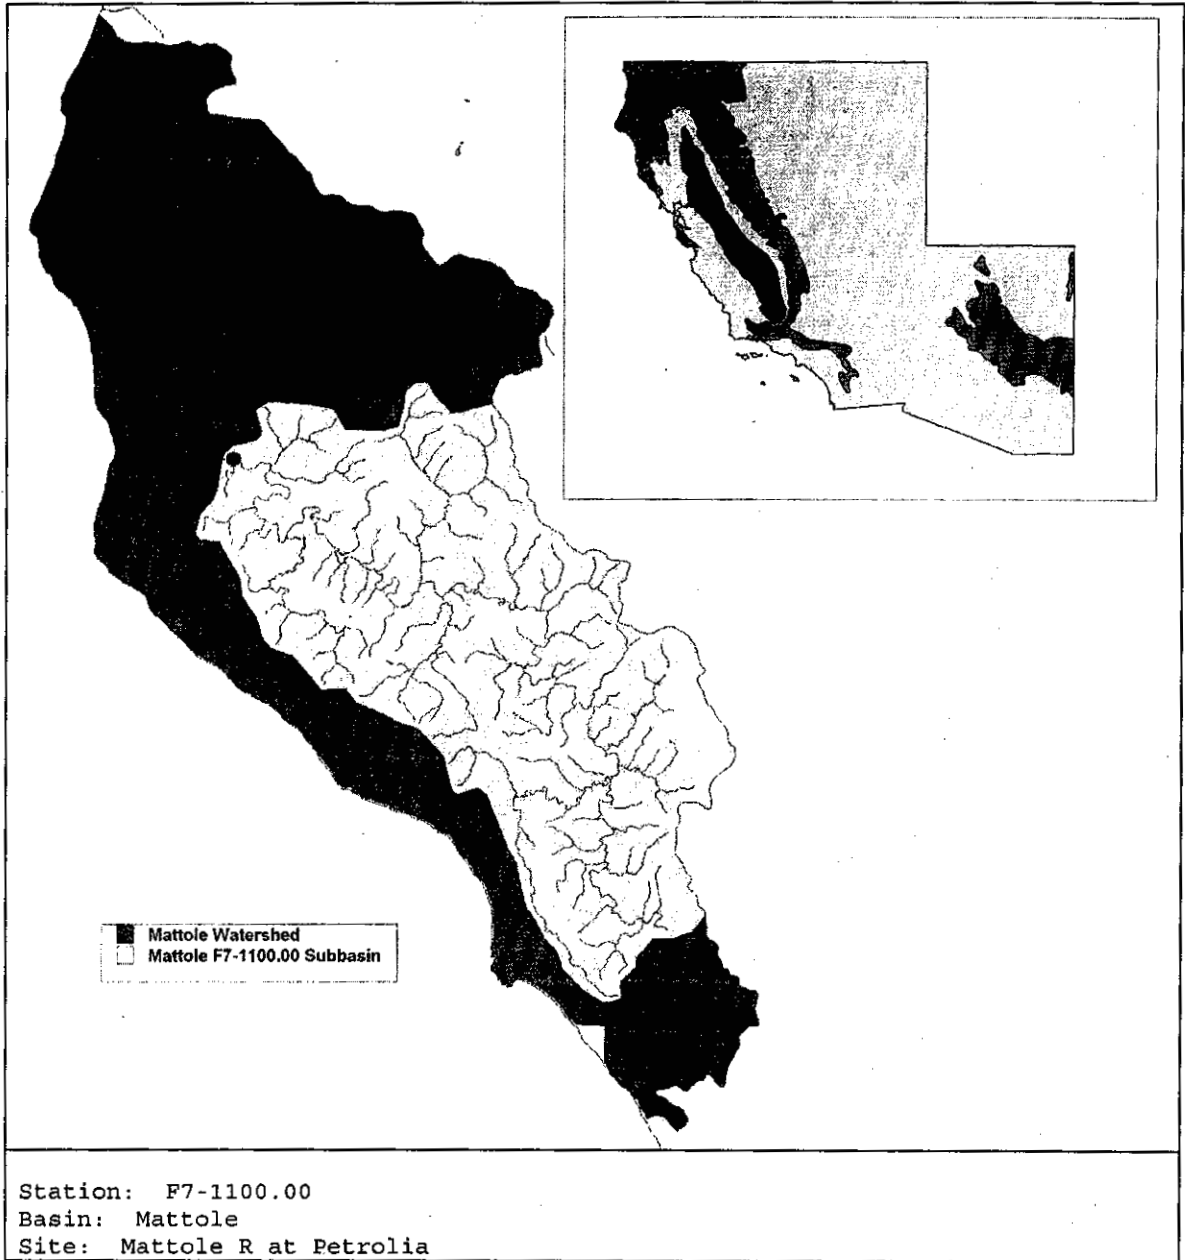 Mattole Watershed
Mattole F7-1100.00 Subbasin
Station: F7-1100.00
Basin: Mattole
Site: Mattole R at Petrolia